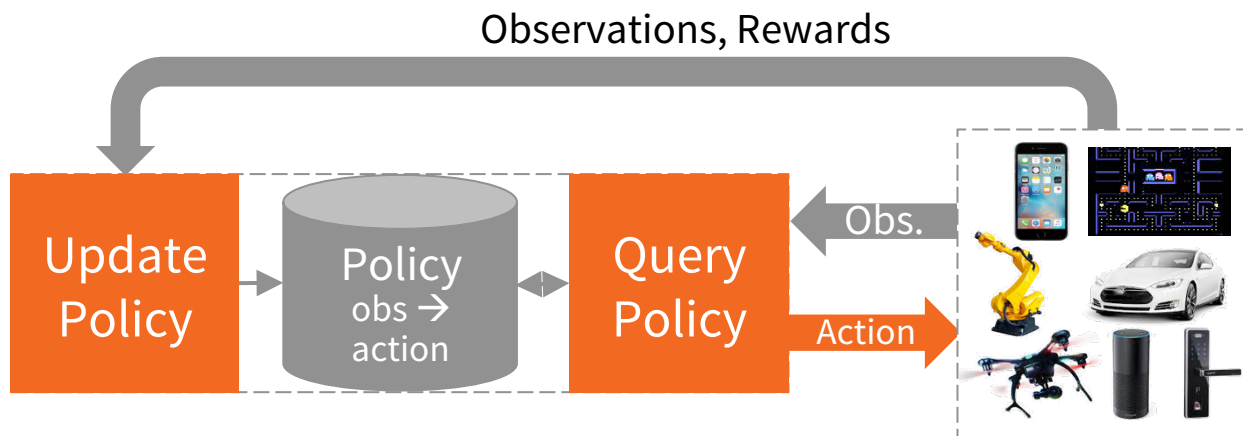 Observations, Rewards
Update
Policy
Policy
obs →
action
Query
Policy
Obs.
Action